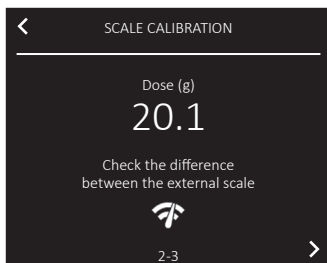 SCALE CALIBRATION
Dose (g)
20.1
Check the difference
between the external scale
2-3